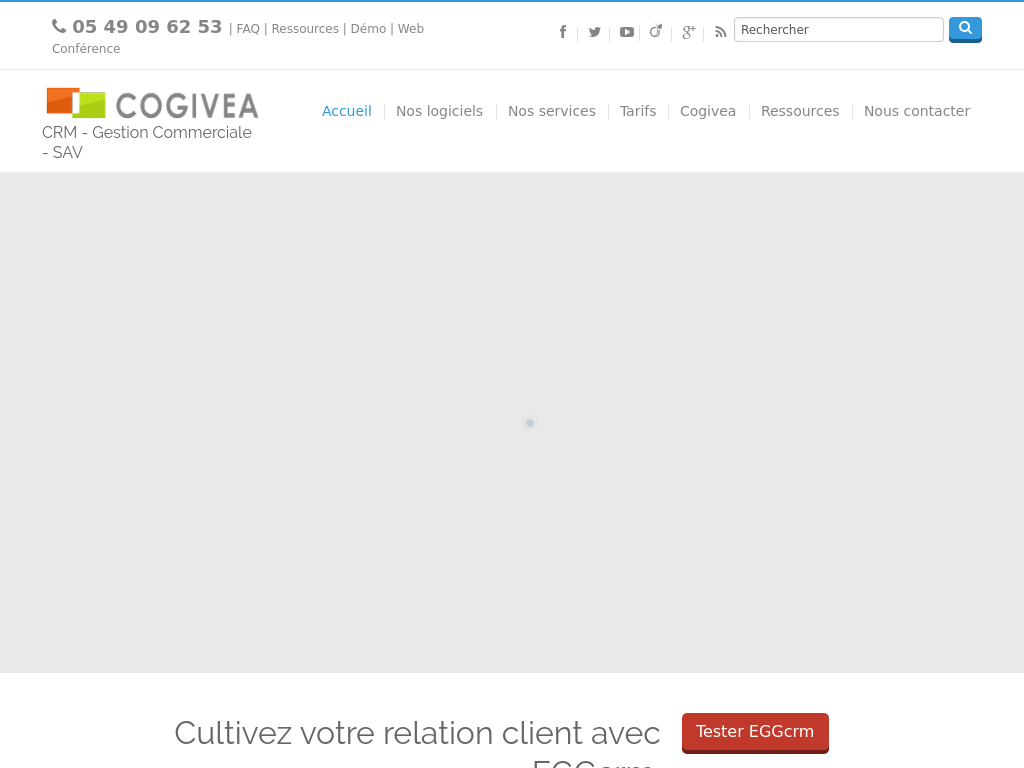 05 49 09 62 53 | FAQ | Ressources | Démo | Web
Conférence
Rechercher
COGIVEA
CRM - Gestion Commerciale
- SAV
Accueil
Nos logiciels
Nos services
Tarifs
Cogivea
Ressources
Nous contacter
Cultivez votre relation client avec
EGGcrm
Tester EGGcrm